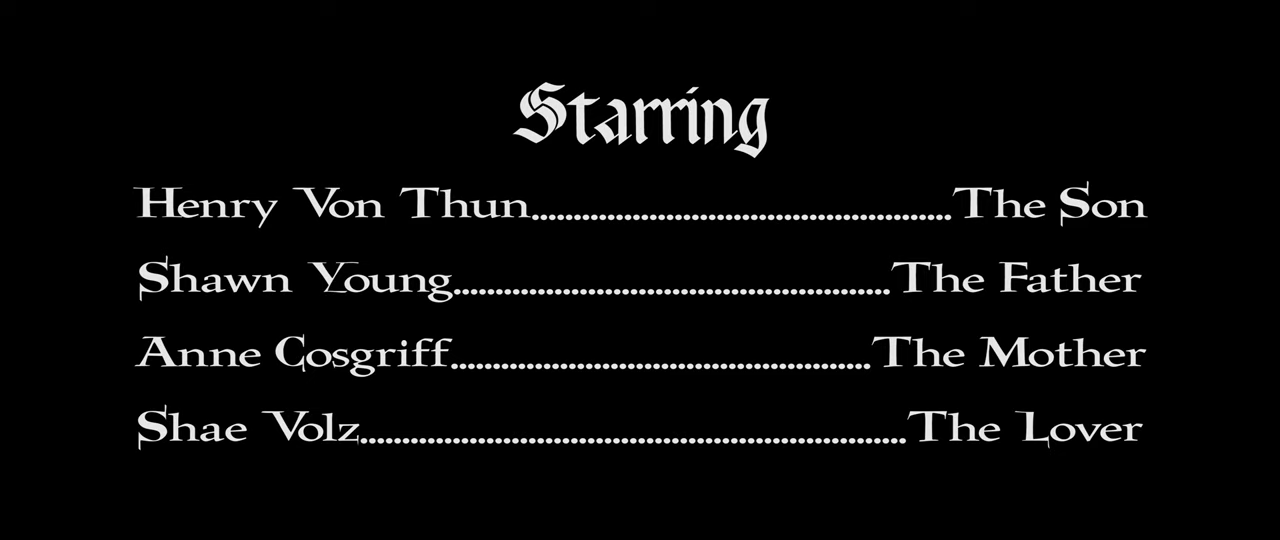 Starring
Henry Von Thun..................................................The Son
Shawn Young....................................................The Father
Anne Cosgriff..................................................The Mother
Shae Volz.................................................................The Lover